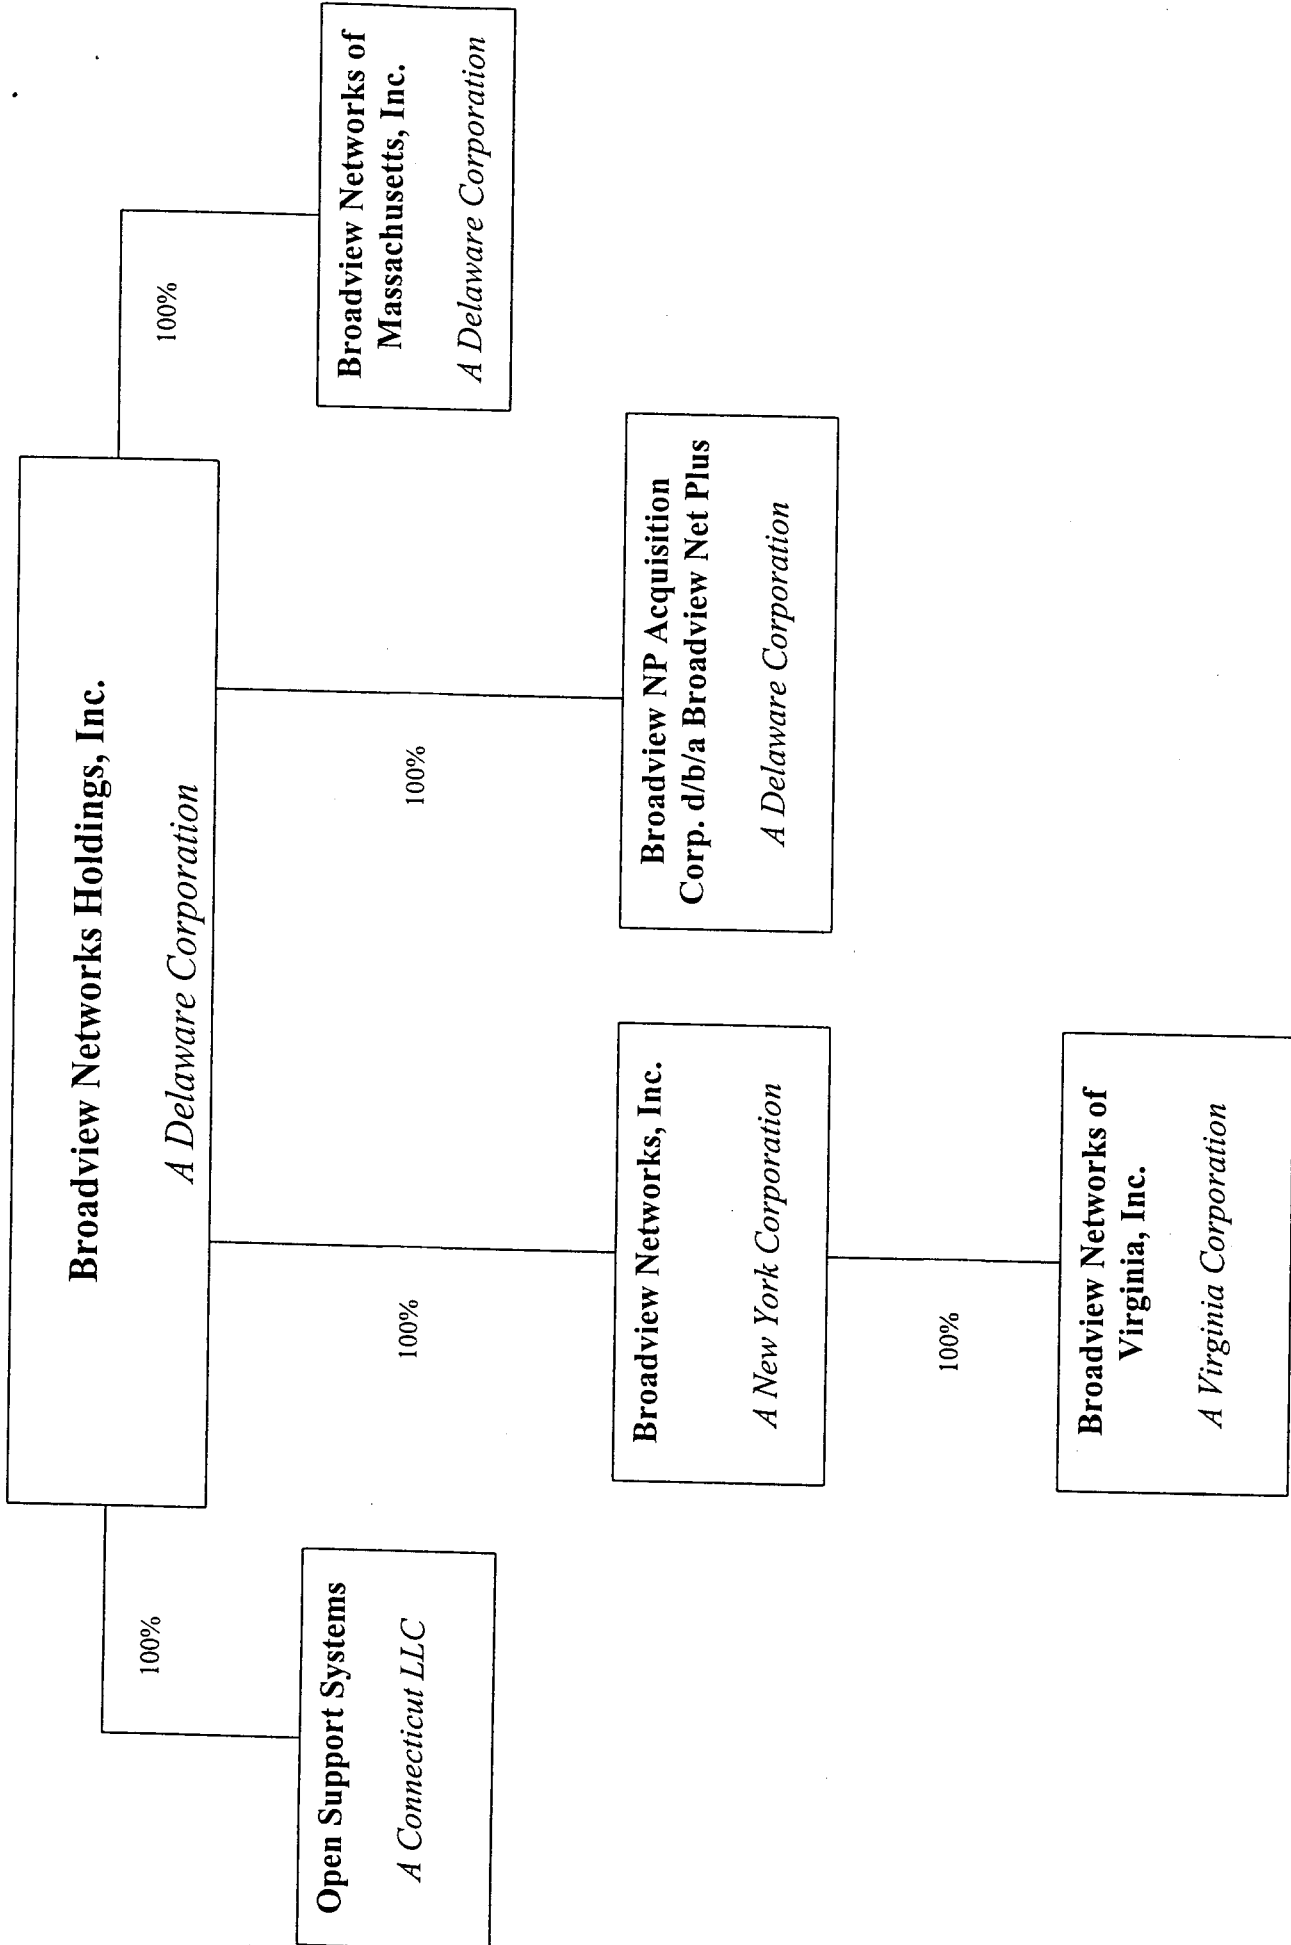 Broadview Networks Holdings, Inc.
A Delaware Corporation
100%
100%
100%
100%
Open Support Systems
A Connecticut LLC
Broadview Networks, Inc.
A New York Corporation
Broadview NP Acquisition
Corp. d/b/a Broadview Net Plus
A Delaware Corporation
Broadview Networks of
Massachusetts, Inc.
A Delaware Corporation
100%
Broadview Networks of
Virginia, Inc.
A Virginia Corporation